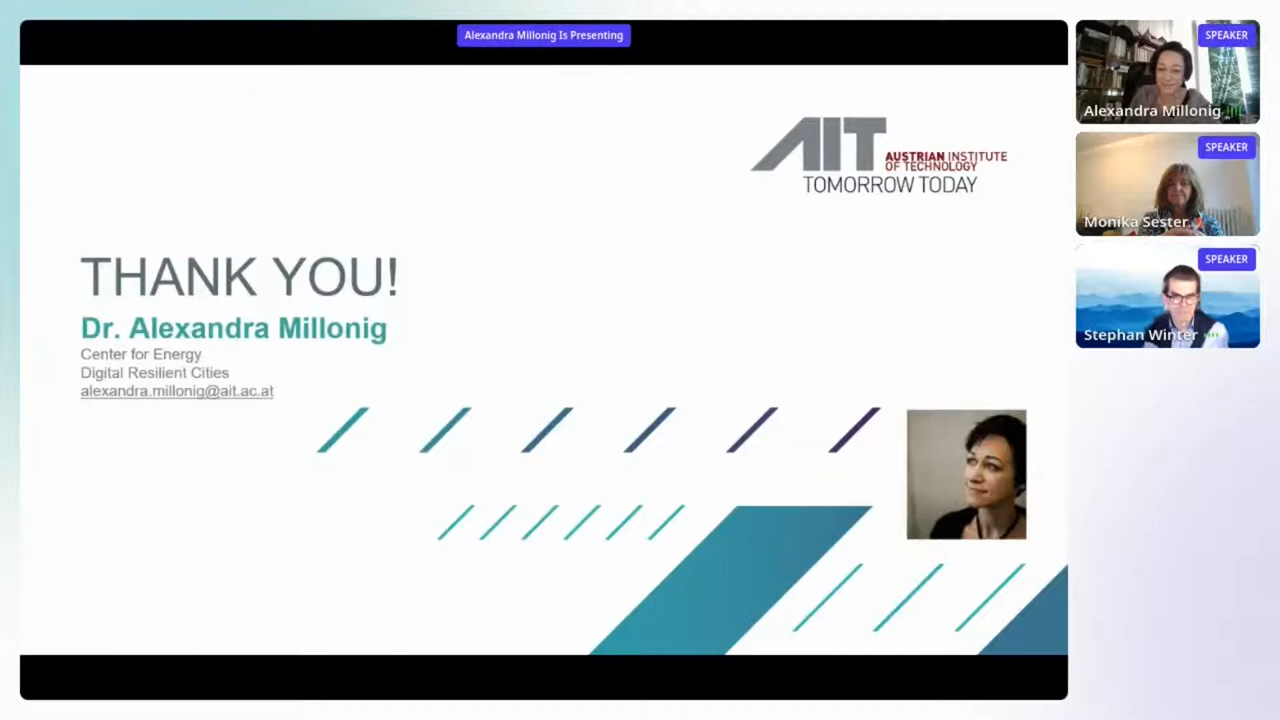 Alexandra Millonig Is Presenting
AIT
AUSTRIAN INSTITUTE
OF TECHNOLOGY
TOMORROW TODAY
THANK YOU!
Dr. Alexandra Millonig
Center for Energy
Digital Resilient Cities
alexandra.millonig@ait.ac.at
SPEAKER
Alexandra Millonig
SPEAKER
Monika Sester
SPEAKER
Stephan Winter